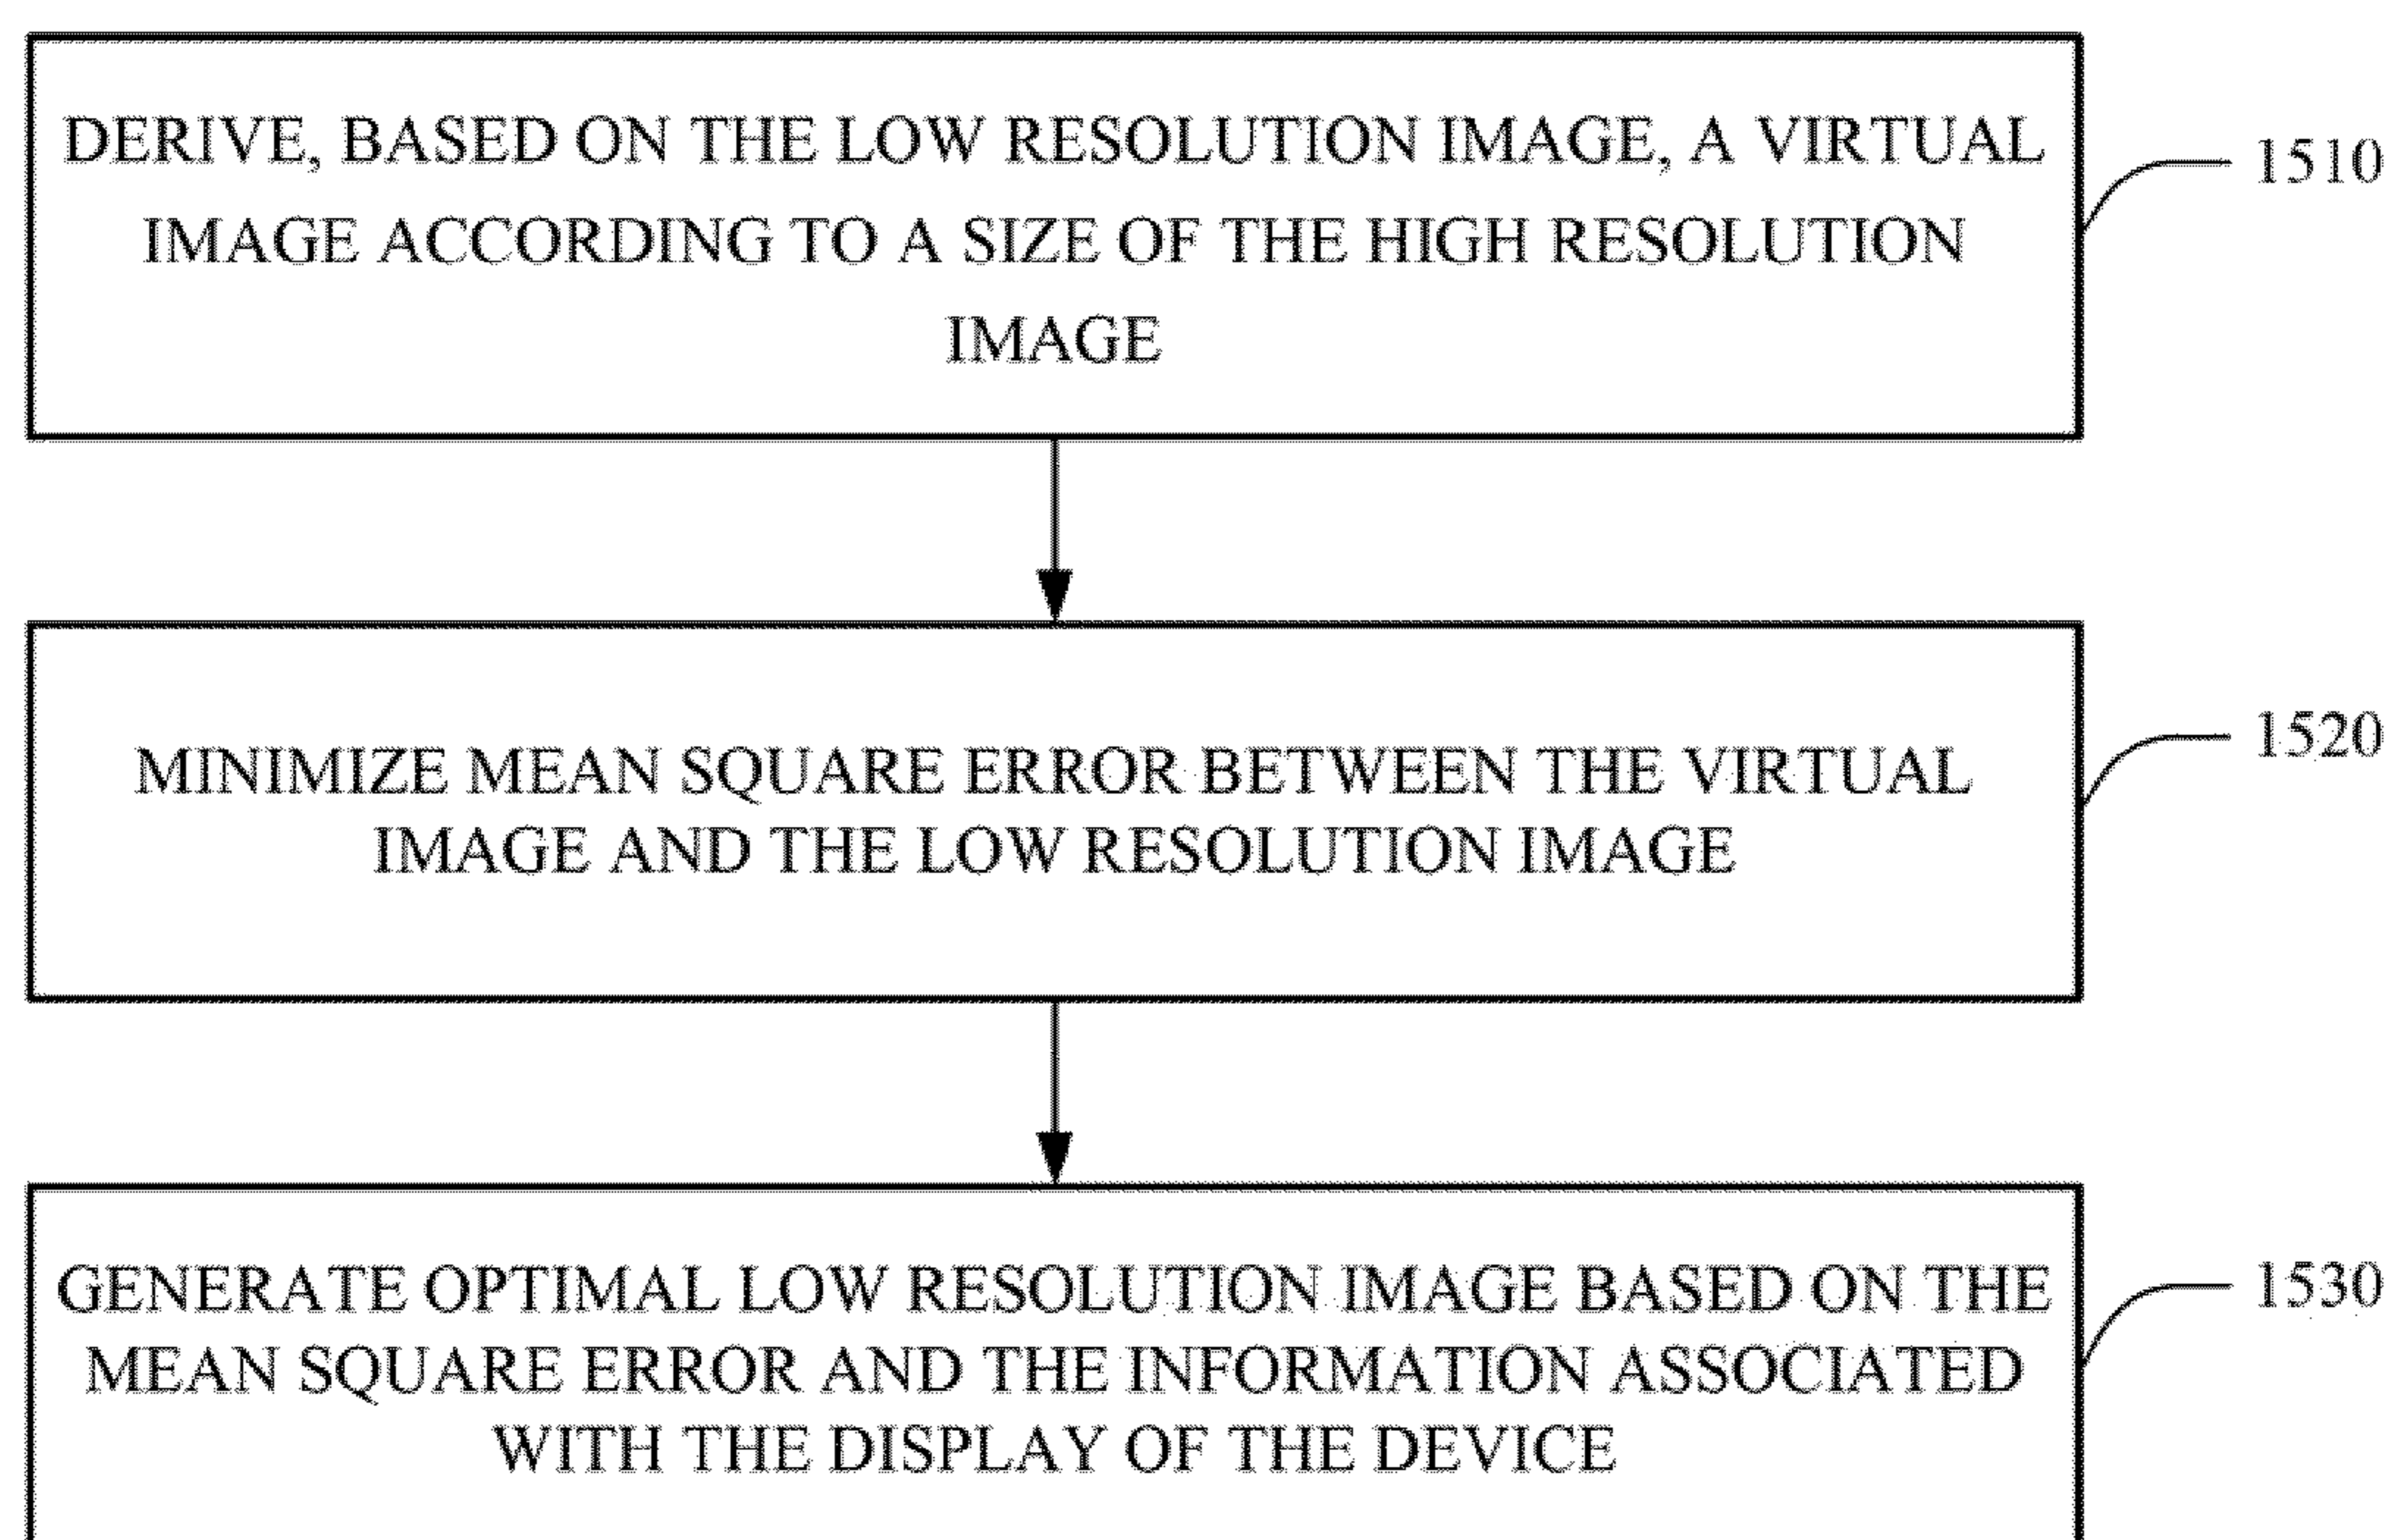 DERIVE, BASED ON THE LOW RESOLUTION IMAGE, A VIRTUAL
IMAGE ACCORDING TO A SIZE OF THE HIGH RESOLUTION
IMAGE
1510
MINIMIZE MEAN SQUARE ERROR BETWEEN THE VIRTUAL
IMAGE AND THE LOW RESOLUTION IMAGE
1520
GENERATE OPTIMAL LOW RESOLUTION IMAGE BASED ON THE
MEAN SQUARE ERROR AND THE INFORMATION ASSOCIATED
WITH THE DISPLAY OF THE DEVICE
1530